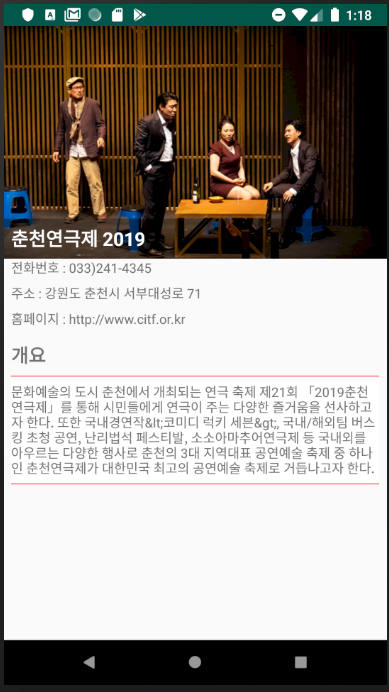 1:18
춘천연극제 2019
전화번호 : 033)241-4345
주소 : 강원도 춘천시 서부대성로 71
홈페이지 : http://www.citf.or.kr
개요
문화예술의 도시 춘천에서 개최되는 연극 축제 제21회 「2019춘천
연극제」를 통해 시민들에게 연극이 주는 다양한 즐거움을 선사하고
자 한다. 또한 국내경연작&lt;코미디 럭키 세븐&gt;, 국내/해외팀 버스
킹 초청 공연, 난리법석 페스티발, 소소아마추어연극제 등 국내외를
아우르는 다양한 행사로 춘천의 3대 지역대표 공연예술 축제 중 하나
인 춘천연극제가 대한민국 최고의 공연예술 축제로 거듭나고자 한다.